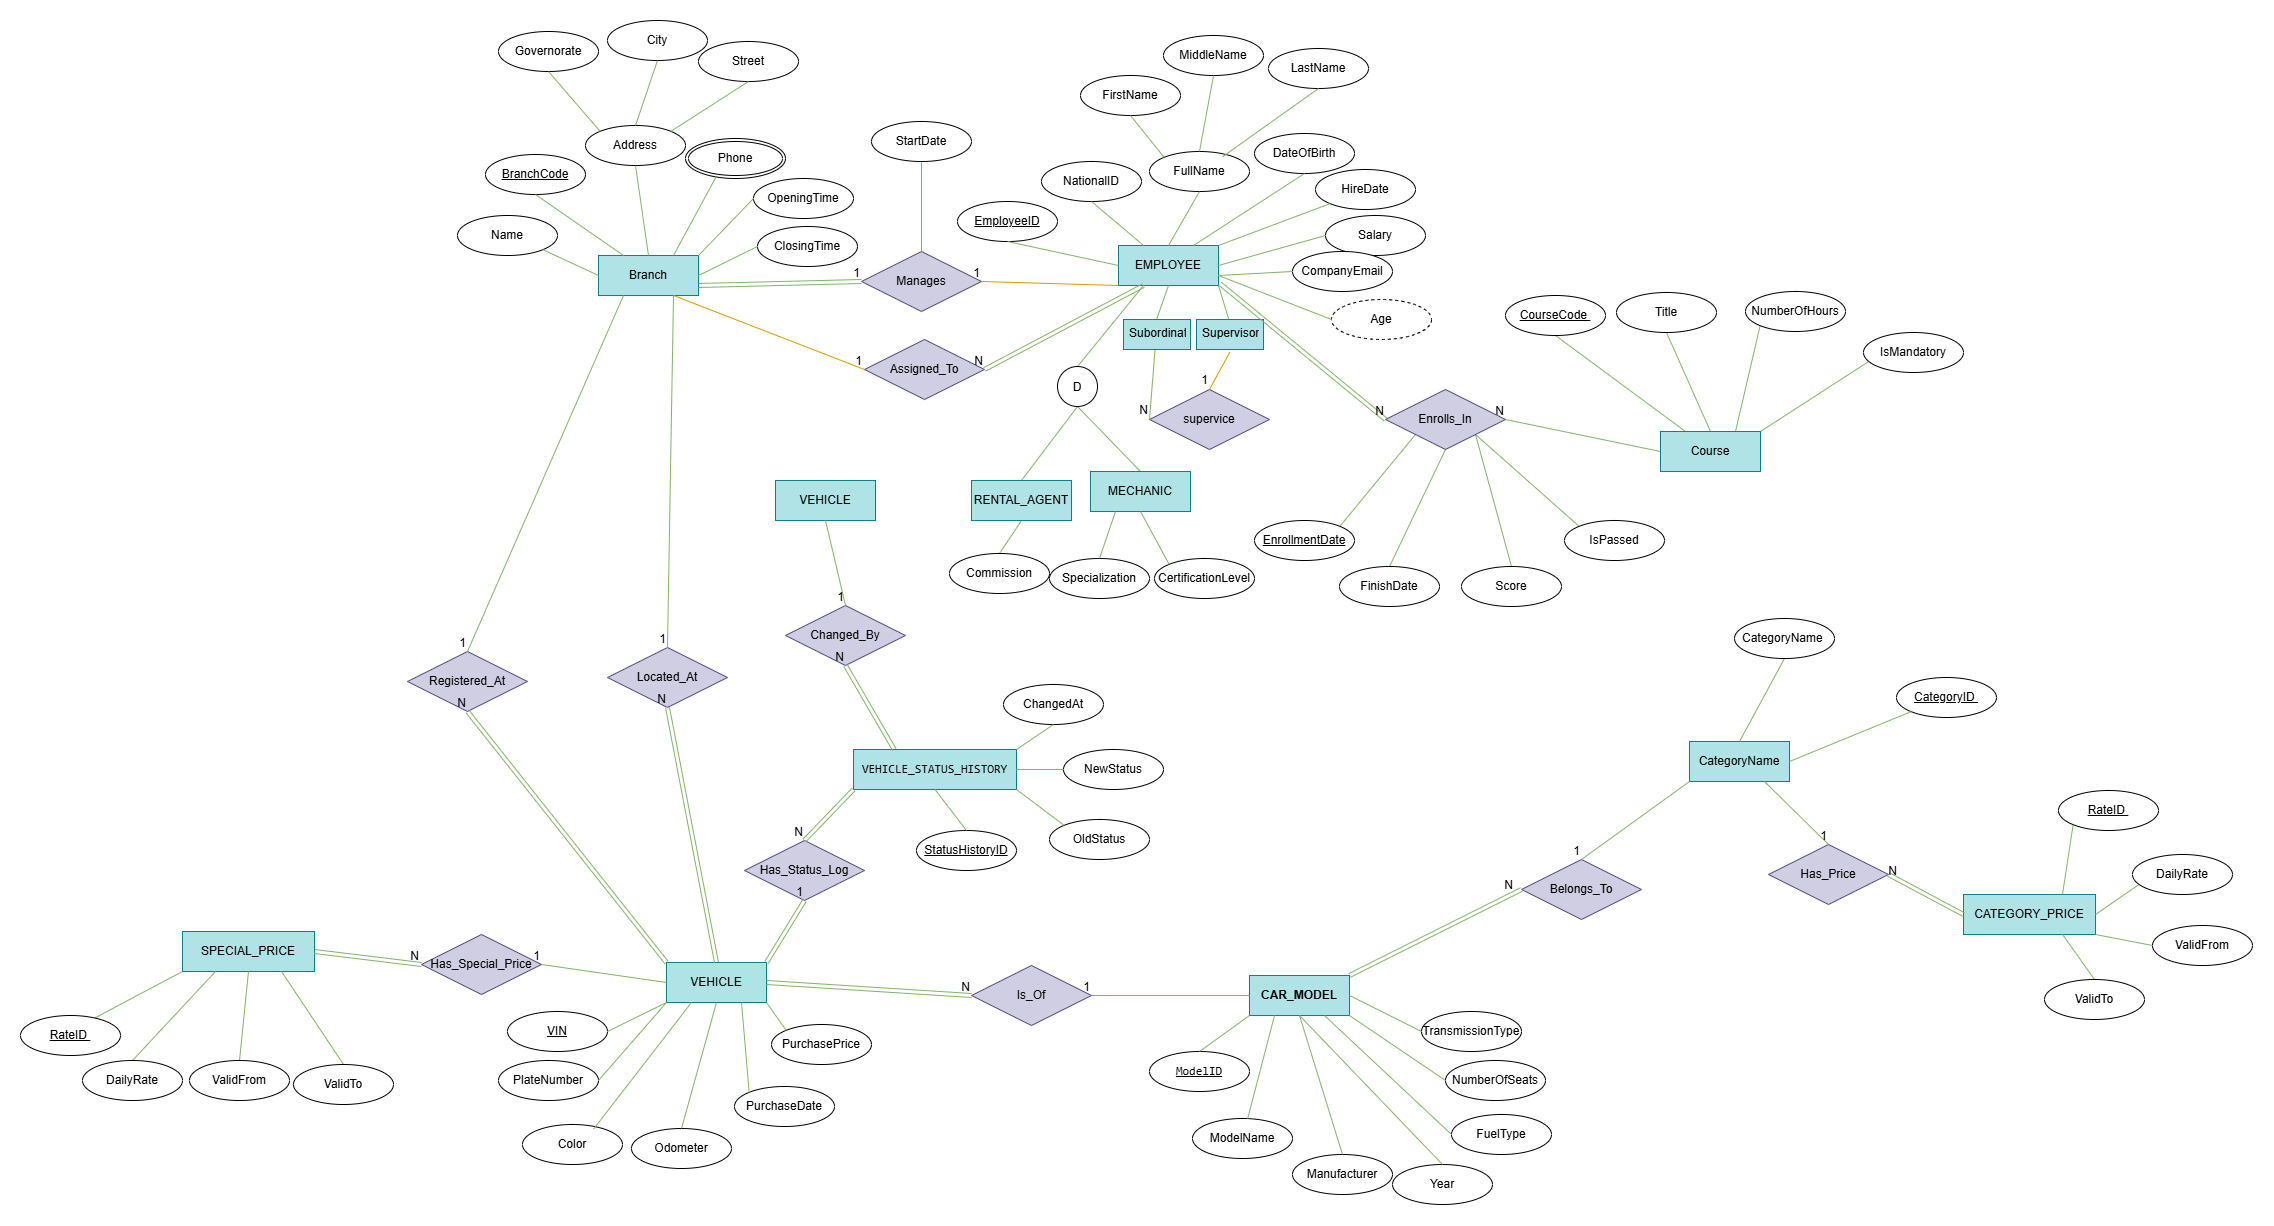 Governorate
City
Street
Address
Phone
BranchCode
OpeningTime
Name
ClosingTime
Branch
StartDate
1
Manages
1
1
Assigned_To
N
MiddleName
LastName
FirstName
DateOfBirth
FullName
NationalID
HireDate
EmployeeID
Salary
EMPLOYEE
CompanyEmail
Age
Subordinat
Supervisor
D
1
N
supervice
N
Enrolls_In
N
CourseCode
Title
NumberOfHours
IsMandatory
Course
VEHICLE
RENTAL_AGENT
MECHANIC
Commission
Specialization
CertificationLevel
EnrollmentDate
FinishDate
Score
IsPassed
1
Changed_By
N
1
Registered_At
N
1
Located_At
N
ChangedAt
VEHICLE_STATUS_HISTORY
NewStatus
OldStatus
StatusHistoryID
N
Has_Status_Log
1
CategoryName
CategoryID
CategoryName
1
Belongs_To
N
1
Has_Price
N
RateID
DailyRate
CATEGORY_PRICE
ValidFrom
ValidTo
SPECIAL_PRICE
N
Has_Special_Price
1
VEHICLE
N
Is_Of
1
CAR_MODEL
RateID
DailyRate
ValidFrom
ValidTo
VIN
PlateNumber
Color
Odometer
PurchaseDate
PurchasePrice
TransmissionType
ModelID
NumberOfSeats
ModelName
FuelType
Manufacturer
Year